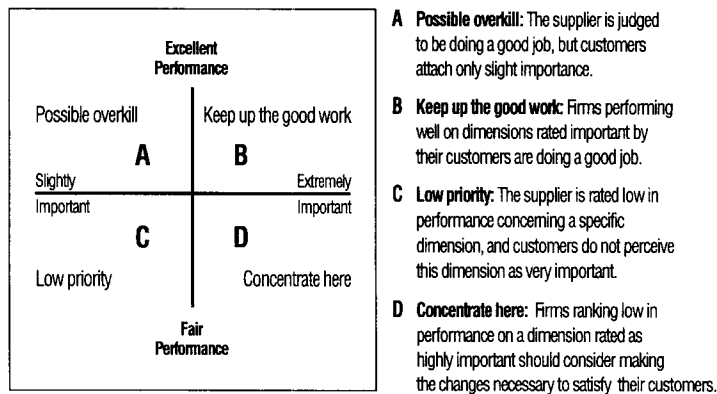 Excellent
Performance
Possible overkill
Keep up the good work
A
B
Slightly
Extremely
Important
Important
C
D
Low priority
Concentrate here
Fair
Performance
A Possible overkill: The supplier is judged
to be doing a good job, but customers
attach only slight importance.
B Keep up the good work: Firms performing
well on dimensions rated important by
their customers are doing a good job.
C Low priority: The supplier is rated low in
performance concerning a specific
dimension, and customers do not perceive
this dimension as very important.
D Concentrate here: Firms ranking low in
performance on a dimension rated as
highly important should consider making
the changes necessary to satisfy their customers.